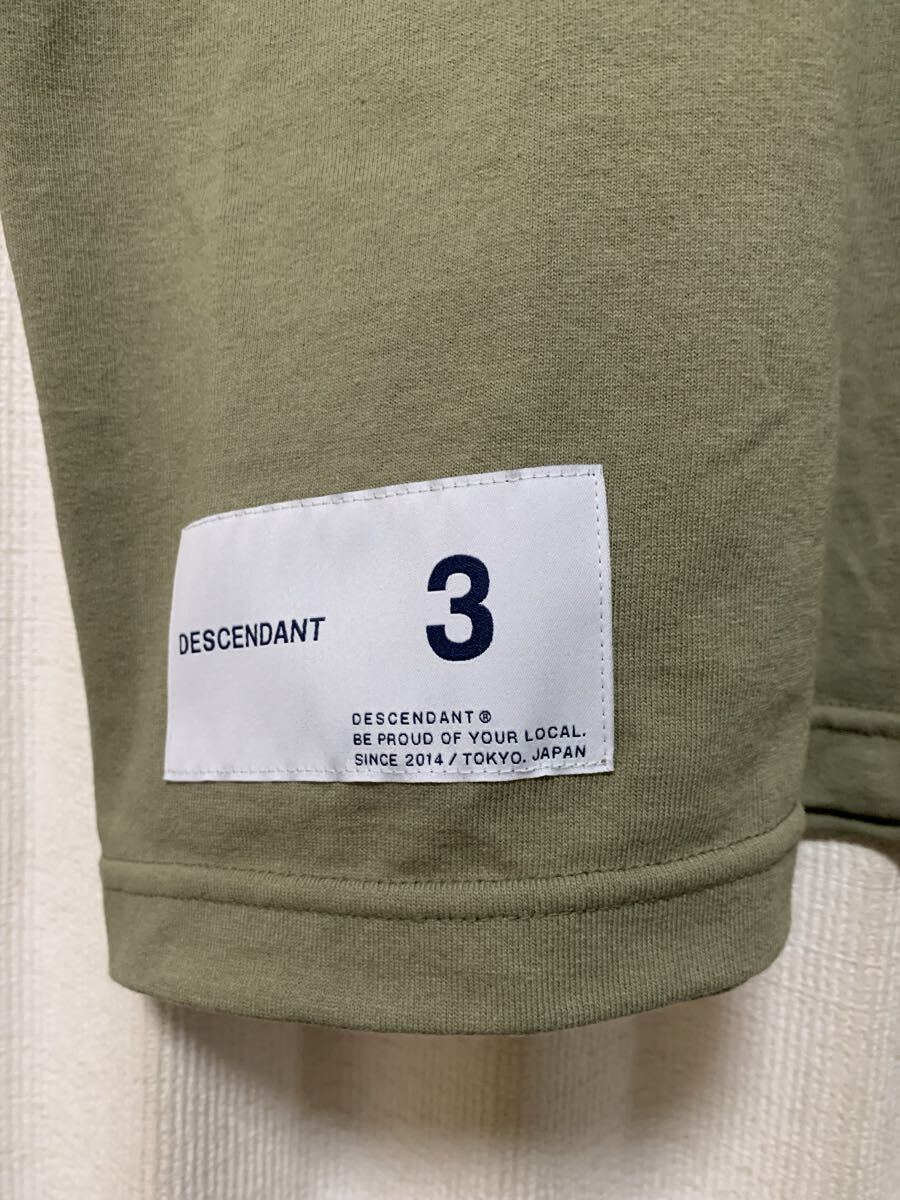 3
DESCENDANT
DESCENDANT ®
BE PROUD OF YOUR LOCAL.
SINCE 2014 / TOKYO. JAPAN